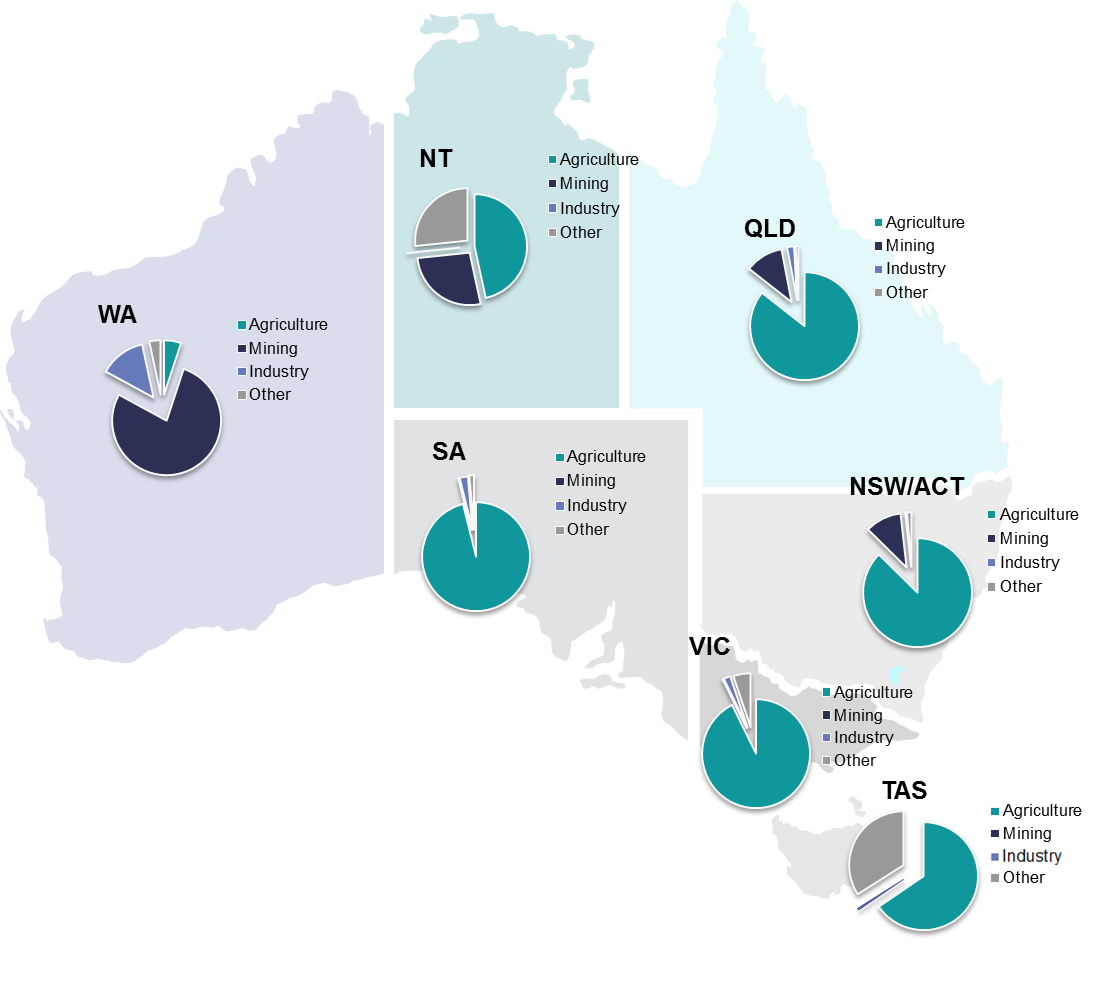 NT
Agriculture
Mining
Industry
Other
QLD
Agriculture
Mining
Industry
Other
WA
Agriculture
Mining
Industry
Other
SA
Agriculture
Mining
Industry
Other
NSW/ACT
Agriculture
Mining
Industry
Other
VIC
Agriculture
Mining
Industry
Other
TAS
Agriculture
Mining
Industry
Other